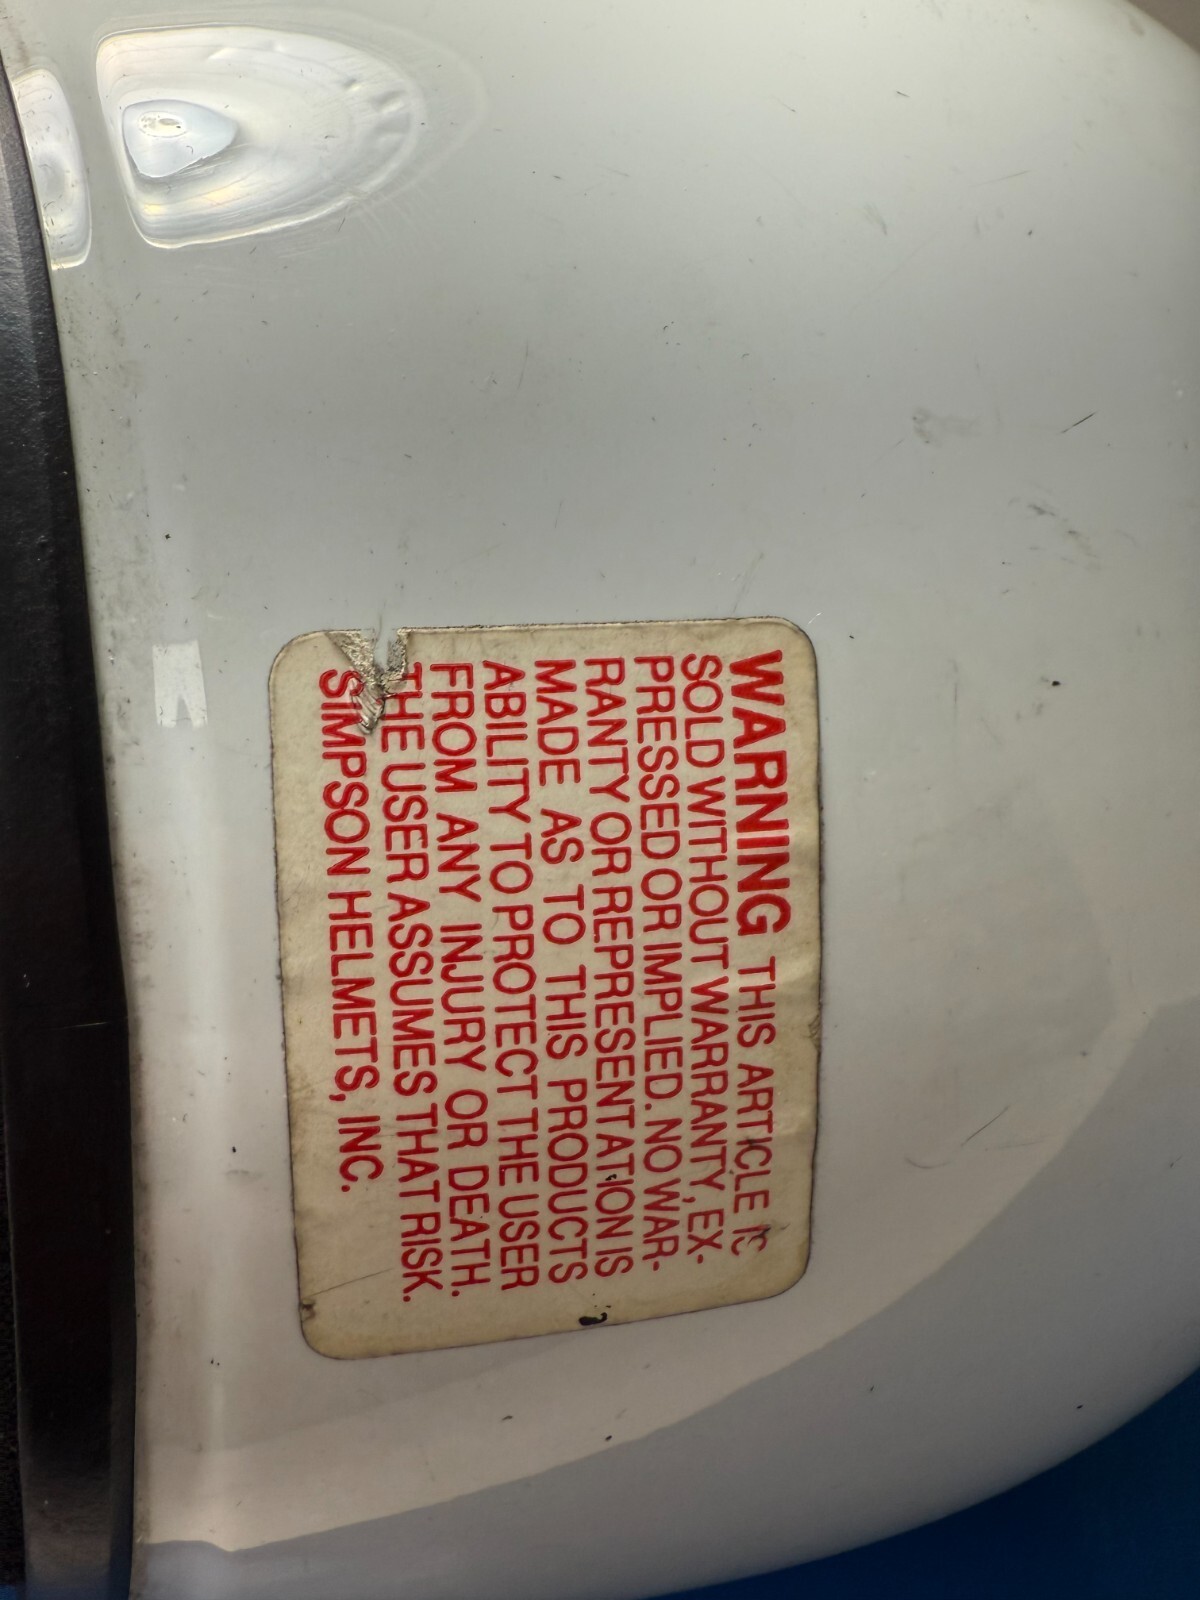 WARNING THIS ARTICLE IS
SOLD WITHOUT WARRANTY, EX-
PRESSED OR IMPLIED. NO WAR-
RANTY OR REPRESENTATION IS
MADE AS TO THIS PRODUCTS
ABILITY TO PROTECT THE USER
FROM ANY INJURY OR DEATH.
THE USER ASSUMES THAT RISK.
SIMPSON HELMETS, INC.